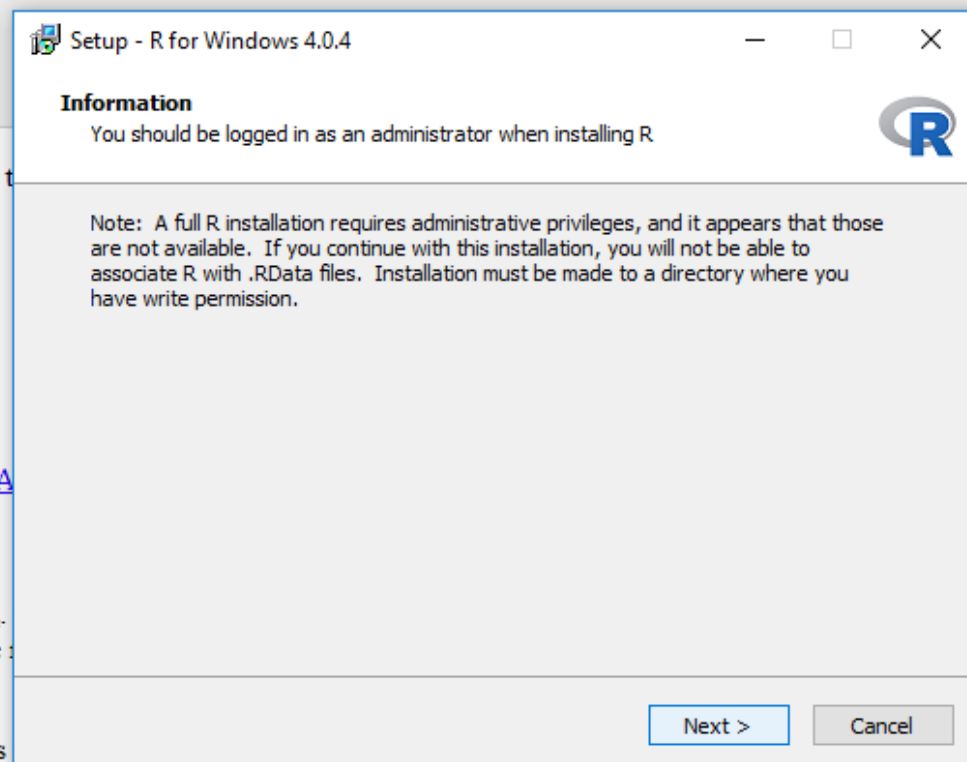 Setup - R for Windows 4.0.4
Information
You should be logged in as an administrator when installing R
R
t
Note:  A full R installation requires administrative privileges, and it appears that those
are not available.  If you continue with this installation, you will not be able to
associate R with .RData files.  Installation must be made to a directory where you
have write permission.
A
Next >
Cancel
s